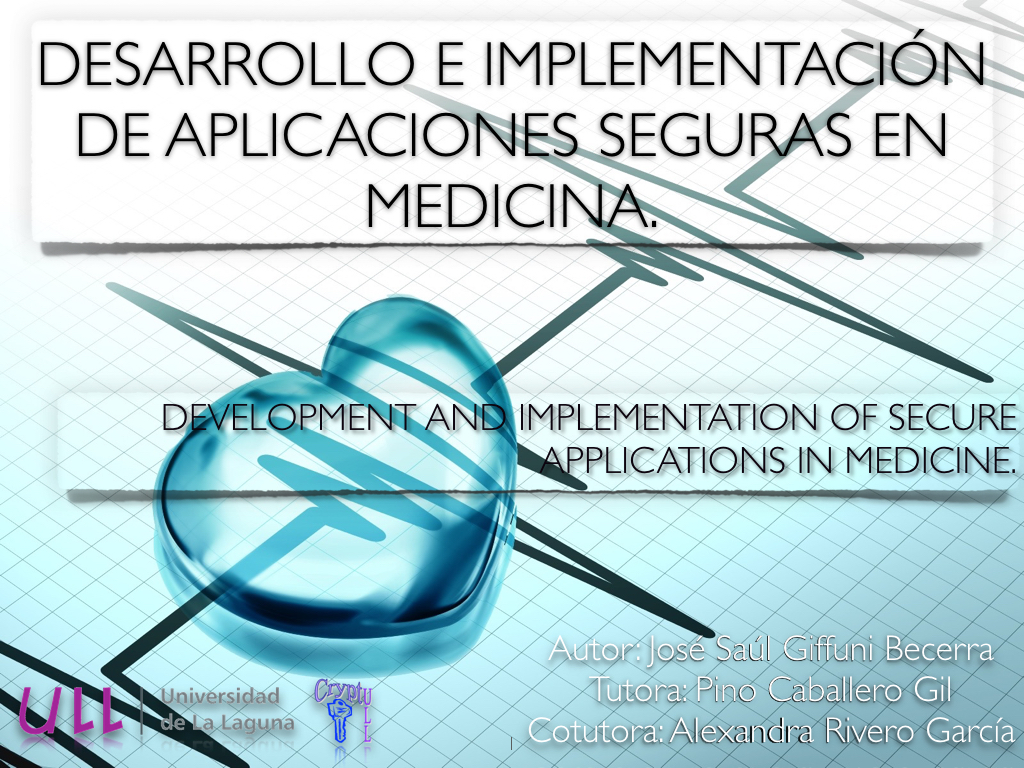 DESARROLLO E IMPLEMENTACIÓN
DE APLICACIONES SEGURAS EN
MEDICINA.
DEVELOPMENT AND IMPLEMENTATION OF SECURE
APPLICATIONS IN MEDICINE.
Autor: José Saúl Giffuni Becerra
Tutora: Pino Caballero Gil
Cotutora: Alexandra Rivero García
ULL
Universidad
de La Laguna
CryptULL